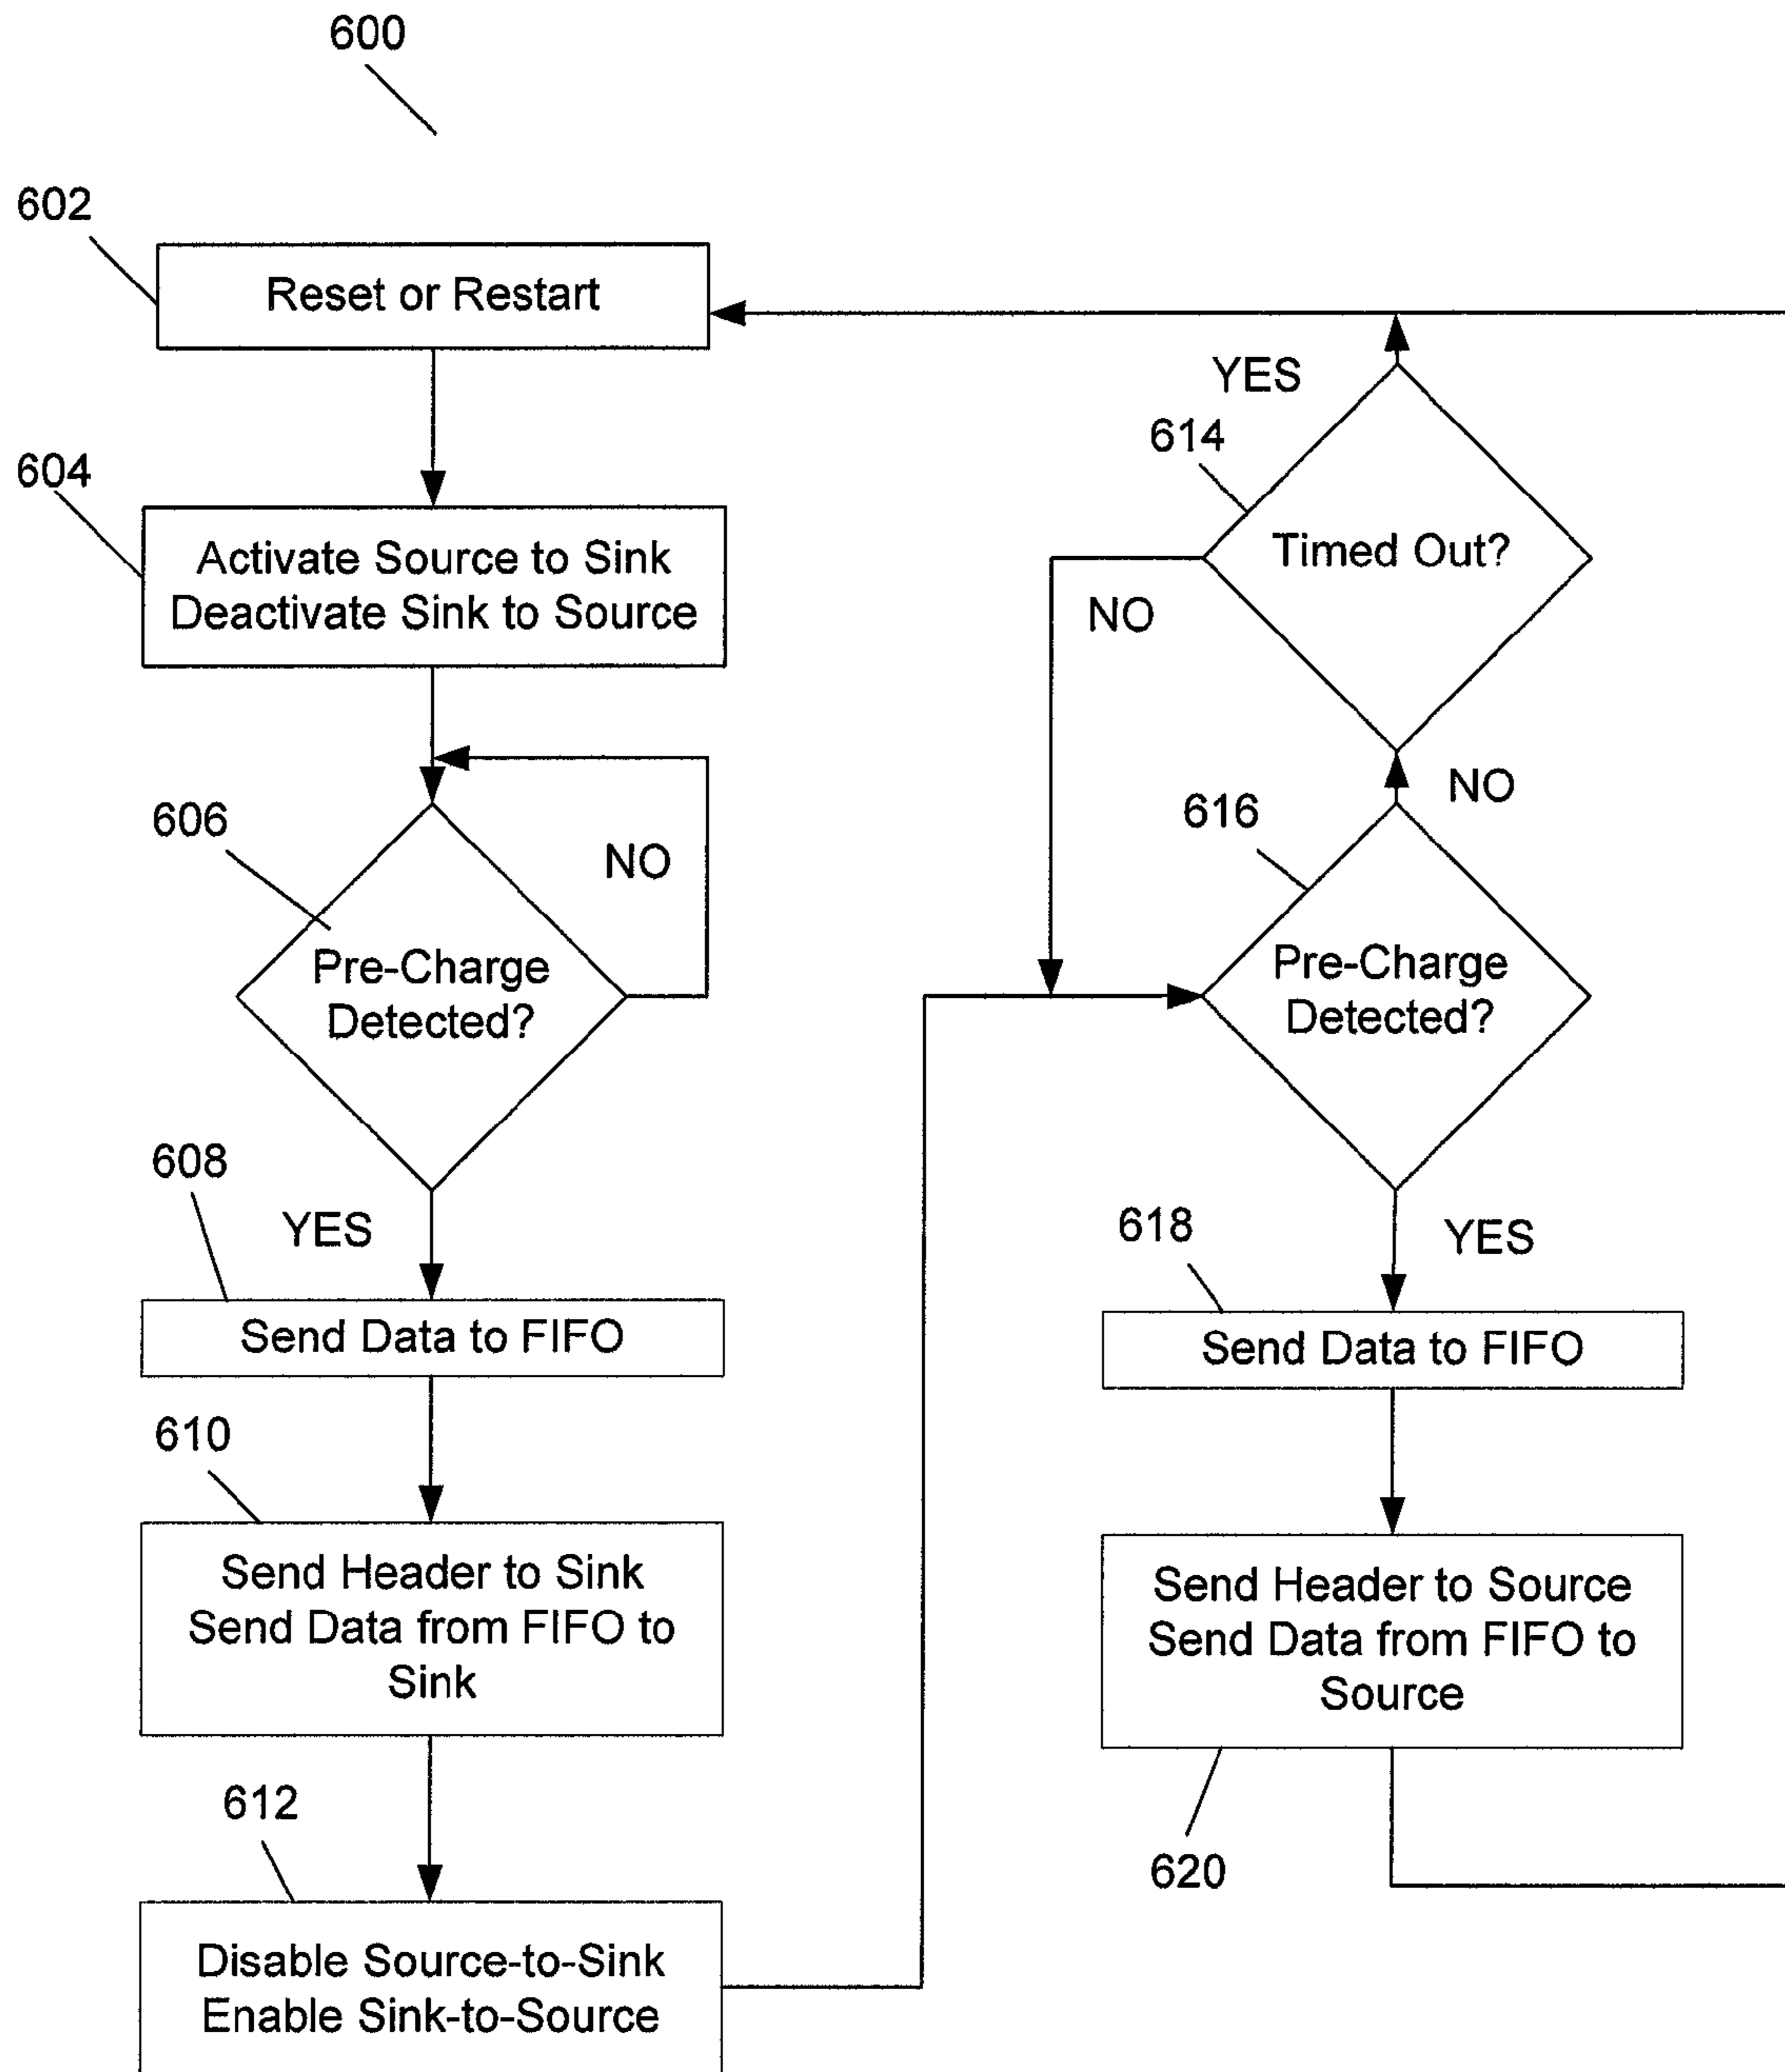 600
602
Reset or Restart
604
Activate Source to Sink
Deactivate Sink to Source
606
NO
Pre-Charge
Detected?
608
YES
Send Data to FIFO
610
Send Header to Sink
Send Data from FIFO to
Sink
612
Disable Source-to-Sink
Enable Sink-to-Source
YES
614
Timed Out?
NO
NO
616
Pre-Charge
Detected?
618
YES
Send Data to FIFO
Send Header to Source
Send Data from FIFO to
Source
620